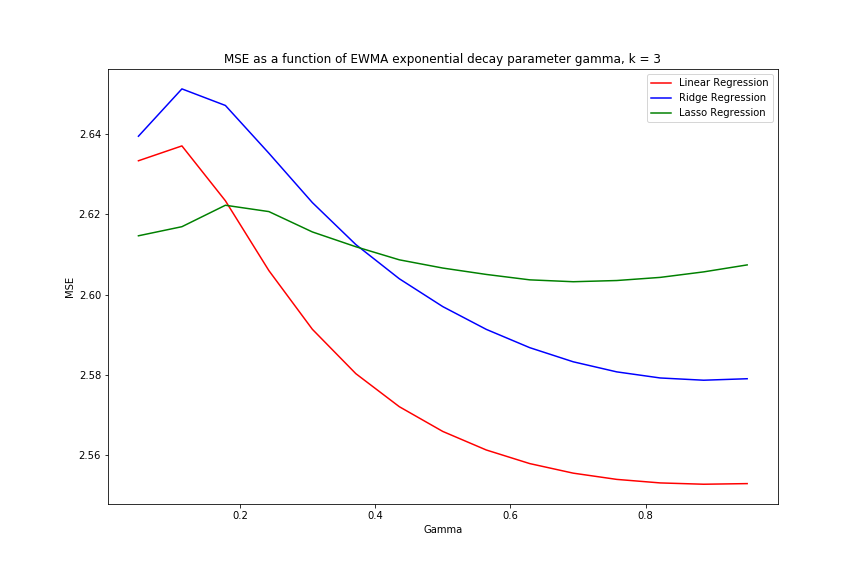 MSE as a function of EWMA exponential decay parameter gamma, k = 3
Linear Regression
Ridge Regression
Lasso Regression
MSE
2.64
2.62
2.60
2.58
2.56
0.2
0.4
0.6
0.8
Gamma